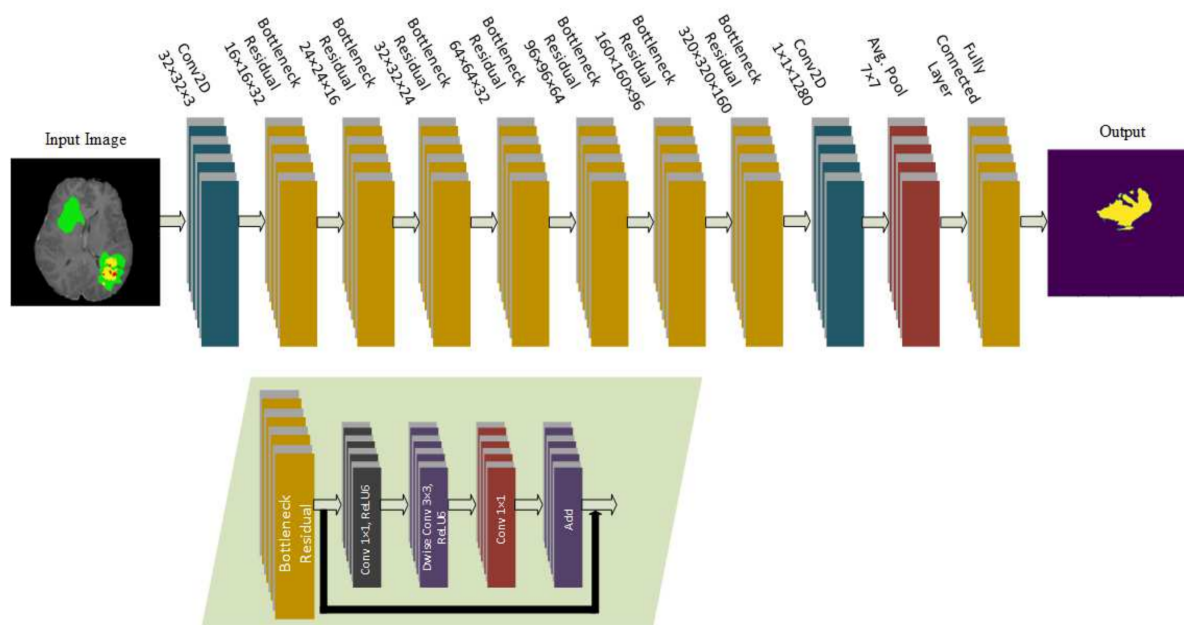 Conv2D
32×32×3
Bottleneck
Residual
16×16×32
Bottleneck
Residual
24×24×16
Bottleneck
Residual
32×32×24
Bottleneck
Residual
64×64×32
Bottleneck
Residual
96×96×64
Bottleneck
Residual
160×160×96
Bottleneck
Residual
320×320×160
Conv2D
1×1×1280
Avg. Pool
7×7
Fully
Connected
Layer
Input Image
Output
Bottleneck
Residual
Conv 1×1, ReLU6
Dwise Conv 3×3,
ReLU6
Conv 1×1
Add